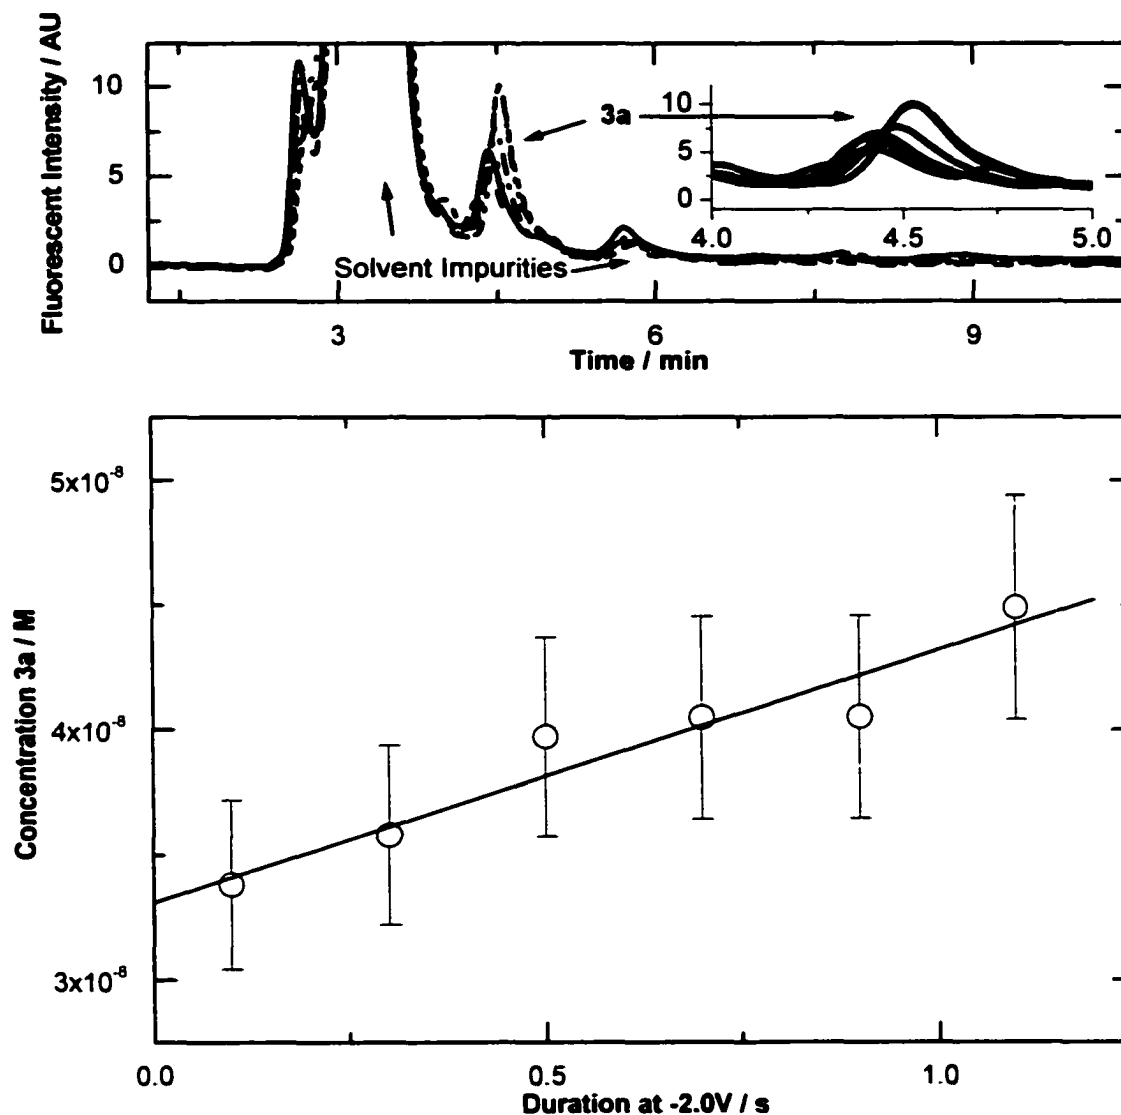 Fluorescent Intensity / AU
10
5
0
3a
10
5
0
4.0 4.5 5.0
Solvent Impurities
3 6 9
Time / min
Concentration 3a / M
5x10⁻⁸
4x10⁻⁸
3x10⁻⁸
0.0 0.5 1.0
Duration at -2.0V / s